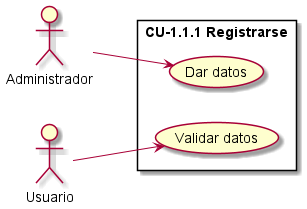 CU-1.1.1 Registrarse
Administrador
Dar datos
Usuario
Validar datos